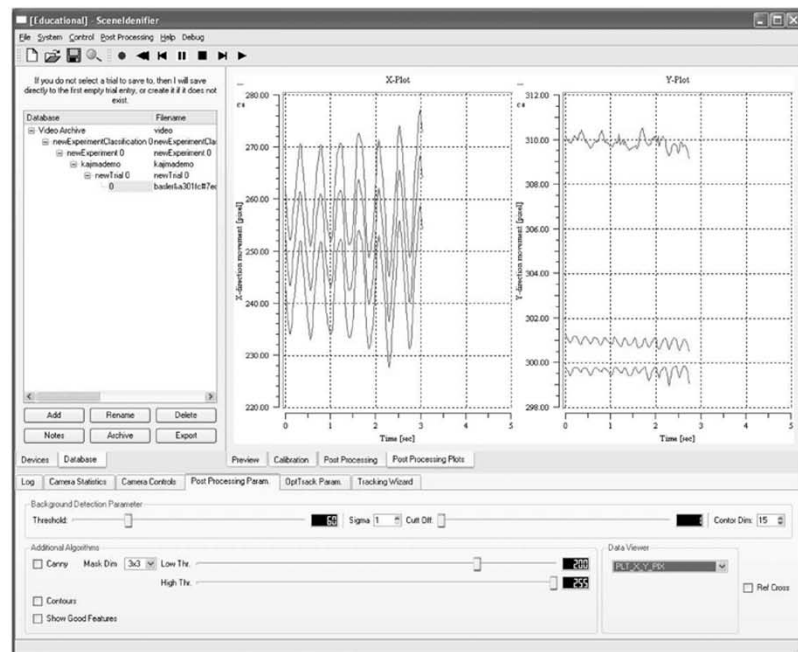 [[Educational] - SceneIdenifier
File System Control Post Processing Help Debug
If you do not select a trial to save to, then I will save
directly to the first empty trial entry, or create it if it does not
exist.
Database Filename
Video Archive video
newExperimentClassification 0 newExperimentCla
newExperiment 0 newExperiment 0
kajmademo kajmademo
newTrial 0 newTrial 0
0
Add Rename Delete
Notes Archive Export
Devices Database
X-Plot
280.00
270.00
260.00
250.00
240.00
230.00
220.00
X-direction movement [pixel]
0 1 2 3 4 5
Time [sec]
Y-Plot
312.00
310.00
308.00
306.00
304.00
302.00
300.00
298.00
Y-direction movement [pixel]
0 1 2 3 4 5
Time [sec]
Preview Calibration Post Processing Post Processing Plots
Log Camera Statistics Camera Controls Post Processing Param. OptTrack Param. Tracking Wizard
Background Detection Parameter
Threshold: 60 Sigma 1 Cutt Off: Contor Dim: 15
Additional Algorithms
Canny Mask Dim 3x3 Low Thr. 200
High Thr. 255
Contours
Show Good Features
Data Viewer
PLT_X_Y_PIX
Ref Cross